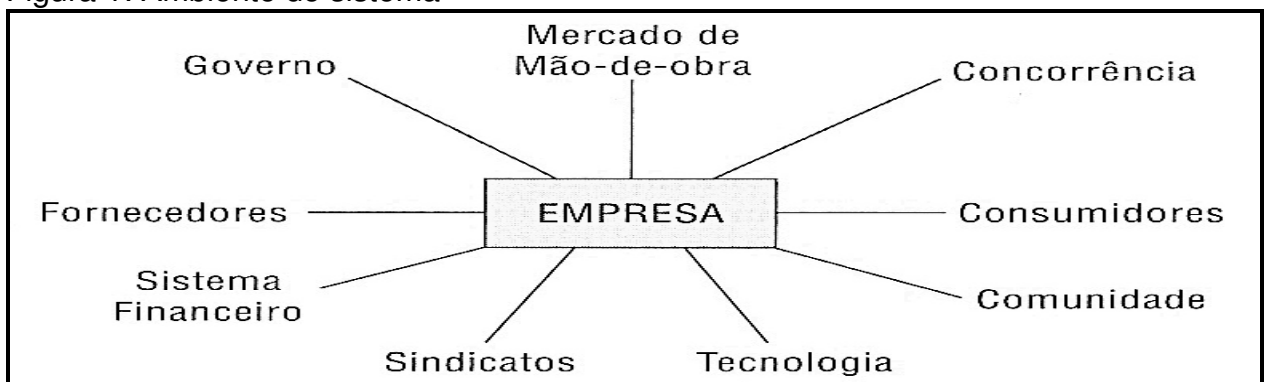 Figura 1: Ambiente do sistema
Mercado de
Mão-de-obra
Governo
Concorrência
Fornecedores
EMPRESA
Consumidores
Sistema
Financeiro
Comunidade
Sindicatos
Tecnologia